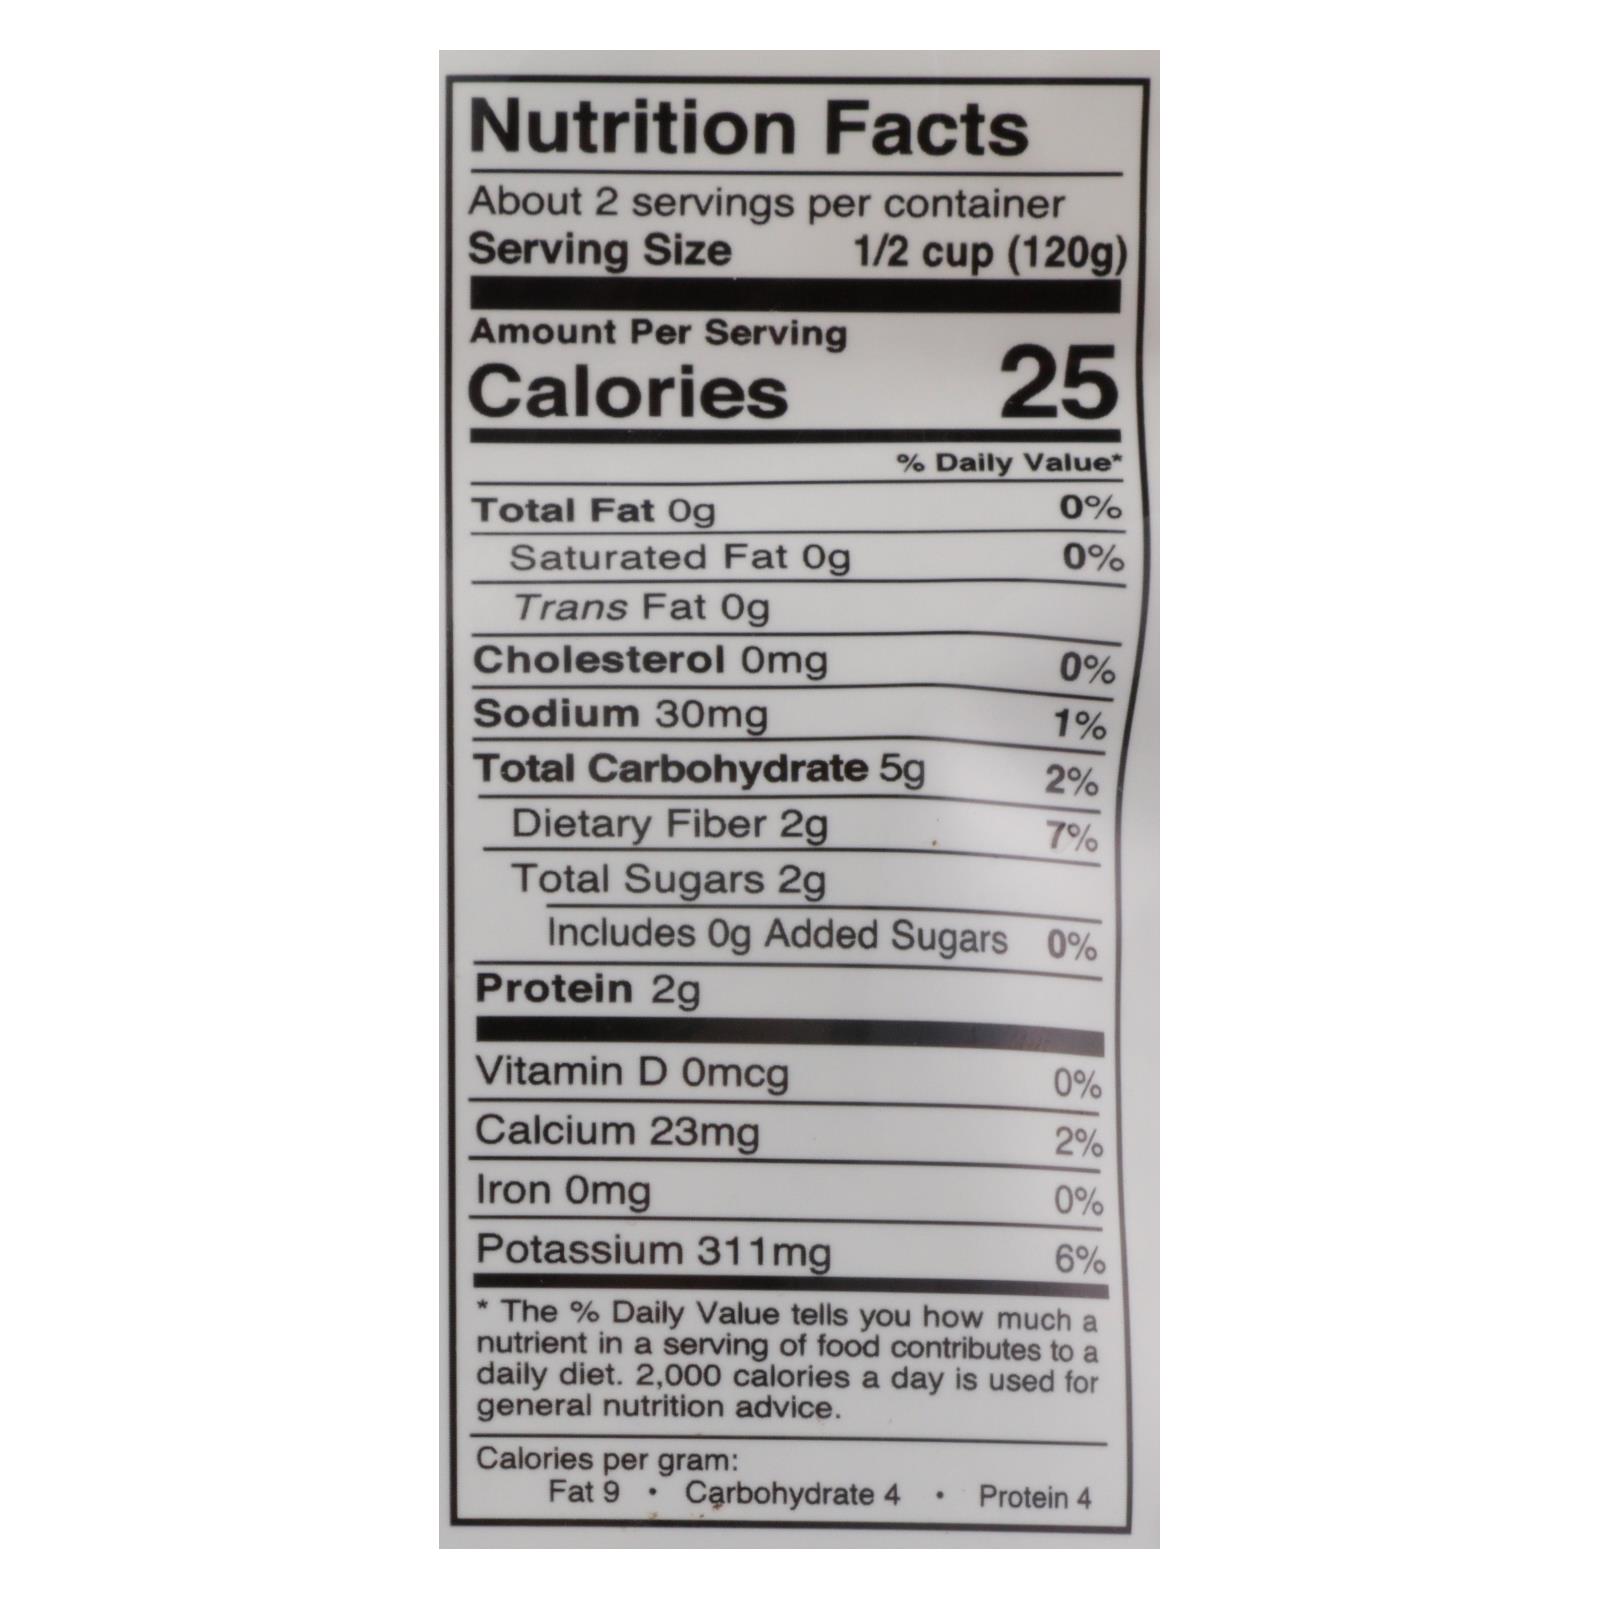 Nutrition Facts
About 2 servings per container
Serving Size 1/2 cup (120g)
Amount Per Serving
Calories 25
% Daily Value*
Total Fat 0g 0%
Saturated Fat 0g 0%
Trans Fat 0g
Cholesterol 0mg 0%
Sodium 30mg 1%
Total Carbohydrate 5g 2%
Dietary Fiber 2g 7%
Total Sugars 2g
Includes 0g Added Sugars 0%
Protein 2g
Vitamin D 0mcg 0%
Calcium 23mg 2%
Iron 0mg 0%
Potassium 311mg 6%
* The % Daily Value tells you how much a
nutrient in a serving of food contributes to a
daily diet. 2,000 calories a day is used for
general nutrition advice.
Calories per gram:
Fat 9 • Carbohydrate 4 • Protein 4